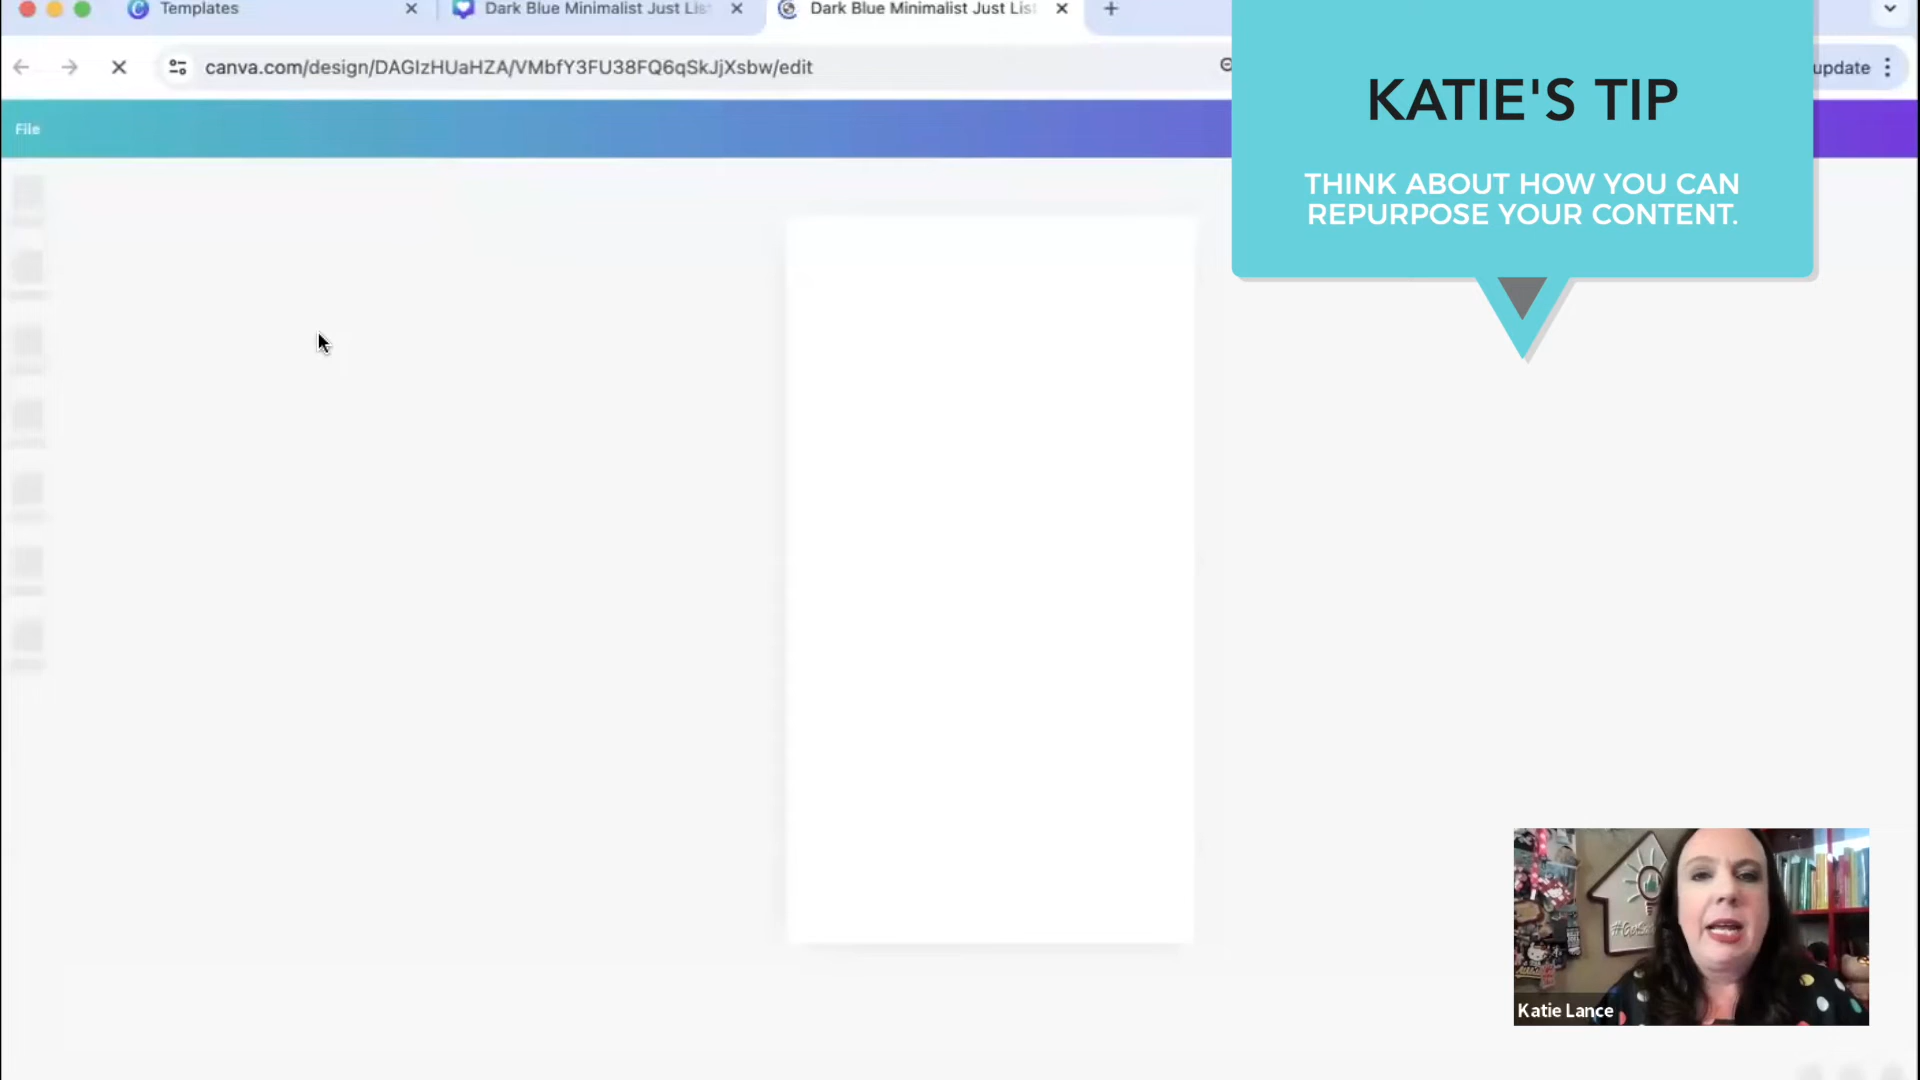 Templates
Dark Blue Minimalist Just Lis
Dark Blue Minimalist Just List
canva.com/design/DAGIzHUaHZA/VMbfY3FU38FQ6qSkJjXsbw/edit
update
File
KATIE'S TIP
THINK ABOUT HOW YOU CAN
REPURPOSE YOUR CONTENT.
Katie Lance